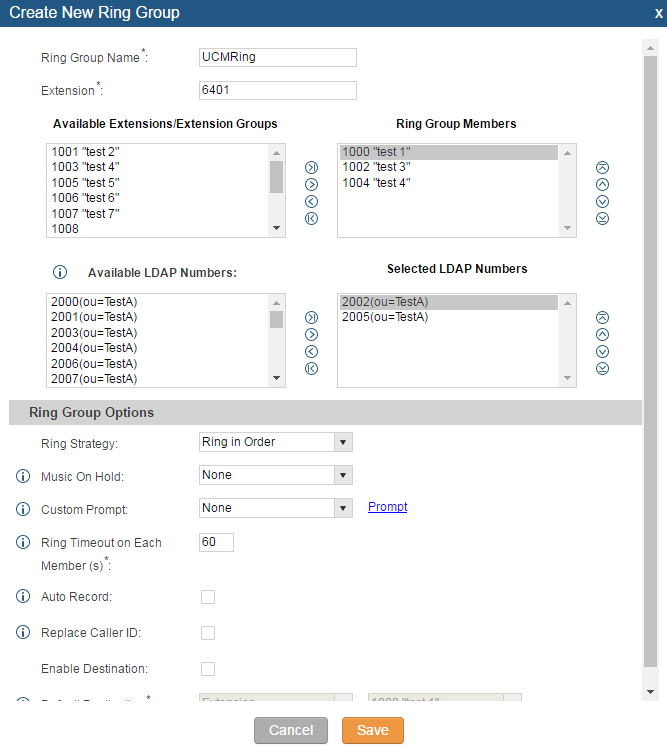 Create New Ring Group X
Ring Group Name*: UCMRing
Extension*: 6401
Available Extensions/Extension Groups
Ring Group Members
1001 "test 2"
1003 "test 4"
1005 "test 5"
1006 "test 6"
1007 "test 7"
1008
1000 "test 1"
1002 "test 3"
1004 "test 4"
Available LDAP Numbers:
Selected LDAP Numbers
2000(ou=TestA)
2001(ou=TestA)
2003(ou=TestA)
2004(ou=TestA)
2006(ou=TestA)
2007(ou=TestA)
2002(ou=TestA)
2005(ou=TestA)
Ring Group Options
Ring Strategy: Ring in Order
Music On Hold: None
Custom Prompt: None Prompt
Ring Timeout on Each
Member (s)*:
60
Auto Record:
Replace Caller ID:
Enable Destination:
Cancel Save